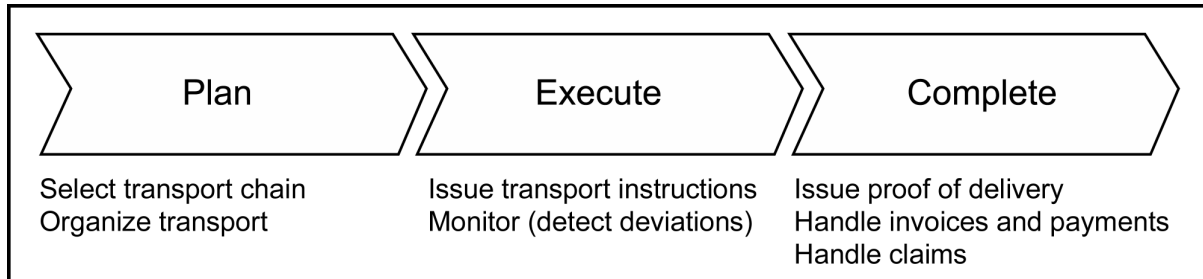 Plan
Execute
Complete
Select transport chain
Organize transport
Issue transport instructions
Monitor (detect deviations)
Issue proof of delivery
Handle invoices and payments
Handle claims